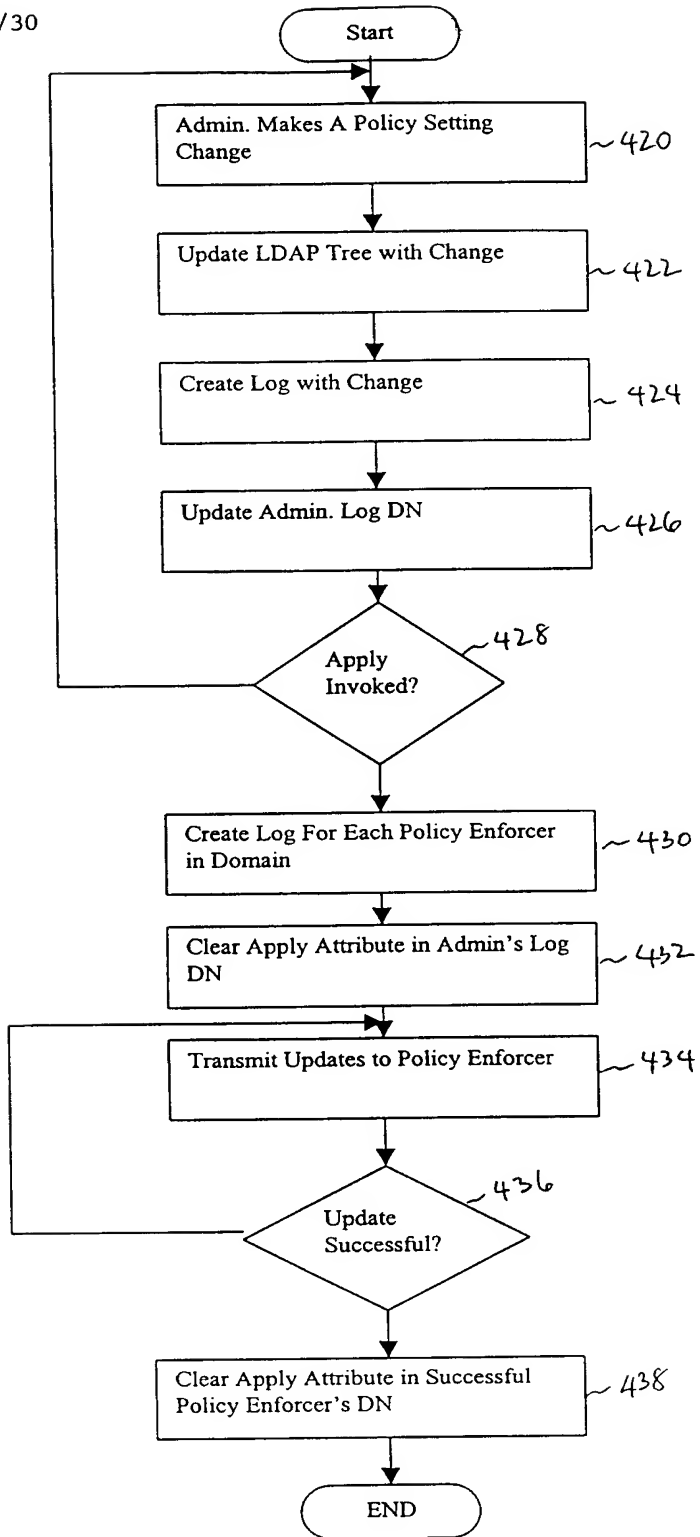 /30
Start
Admin. Makes A Policy Setting
Change
420
Update LDAP Tree with Change
422
Create Log with Change
424
Update Admin. Log DN
426
428
Apply
Invoked?
Create Log For Each Policy Enforcer
in Domain
430
Clear Apply Attribute in Admin's Log
DN
432
Transmit Updates to Policy Enforcer
434
436
Update
Successful?
Clear Apply Attribute in Successful
Policy Enforcer's DN
438
END